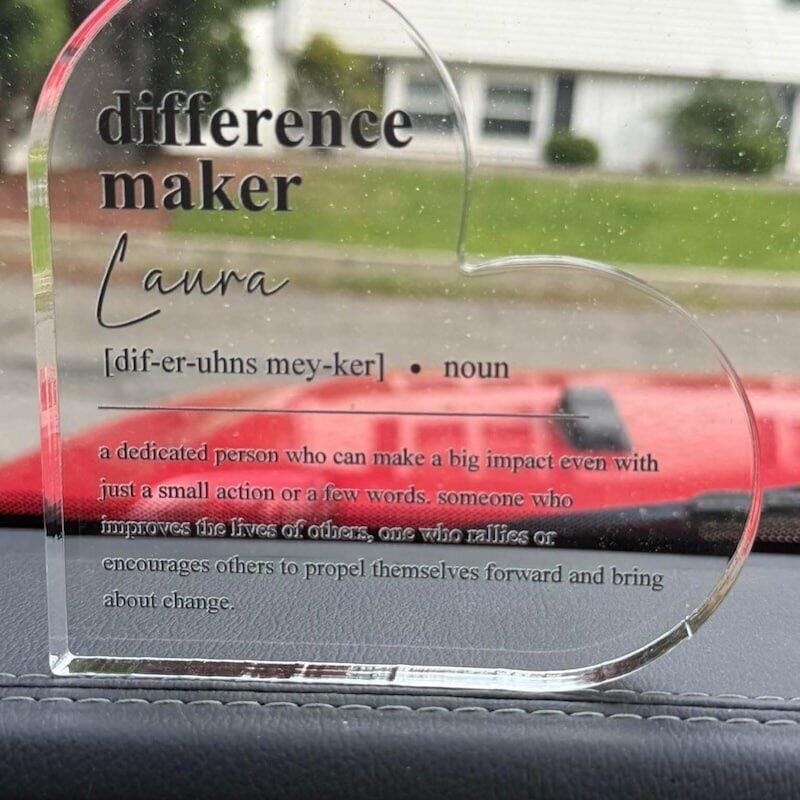 difference
maker
Laura
[dif-er-uhns mey-ker] • noun
a dedicated person who can make a big impact even with
just a small action or a few words. someone who
improves the lives of others, one who rallies or
encourages others to propel themselves forward and bring
about change.